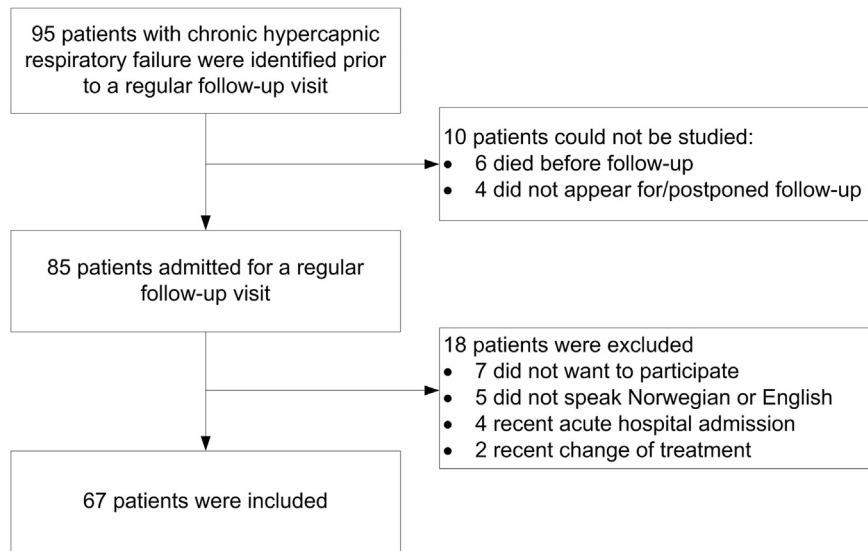 95 patients with chronic hypercapnic
respiratory failure were identified prior
to a regular follow-up visit
10 patients could not be studied:
• 6 died before follow-up
• 4 did not appear for/postponed follow-up
85 patients admitted for a regular
follow-up visit
18 patients were excluded
• 7 did not want to participate
• 5 did not speak Norwegian or English
• 4 recent acute hospital admission
• 2 recent change of treatment
67 patients were included